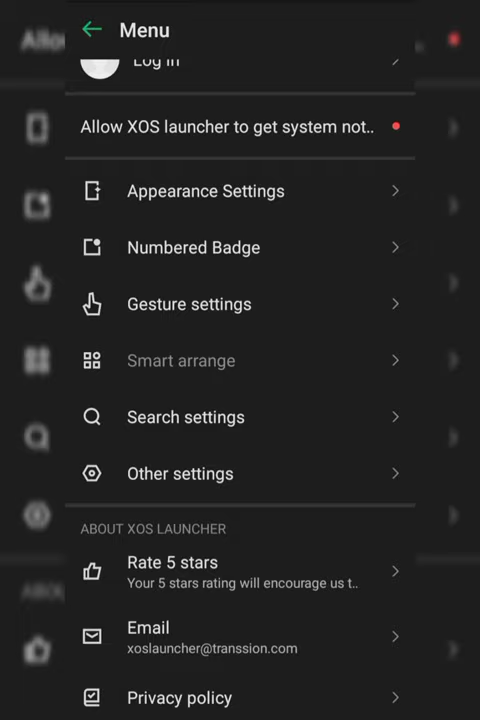 Menu
Log in
Allow XOS launcher to get system not..
Appearance Settings
Numbered Badge
Gesture settings
Smart arrange
Search settings
Other settings
ABOUT XOS LAUNCHER
Rate 5 stars
Your 5 stars rating will encourage us t..
Email
xoslauncher@transsion.com
Privacy policy